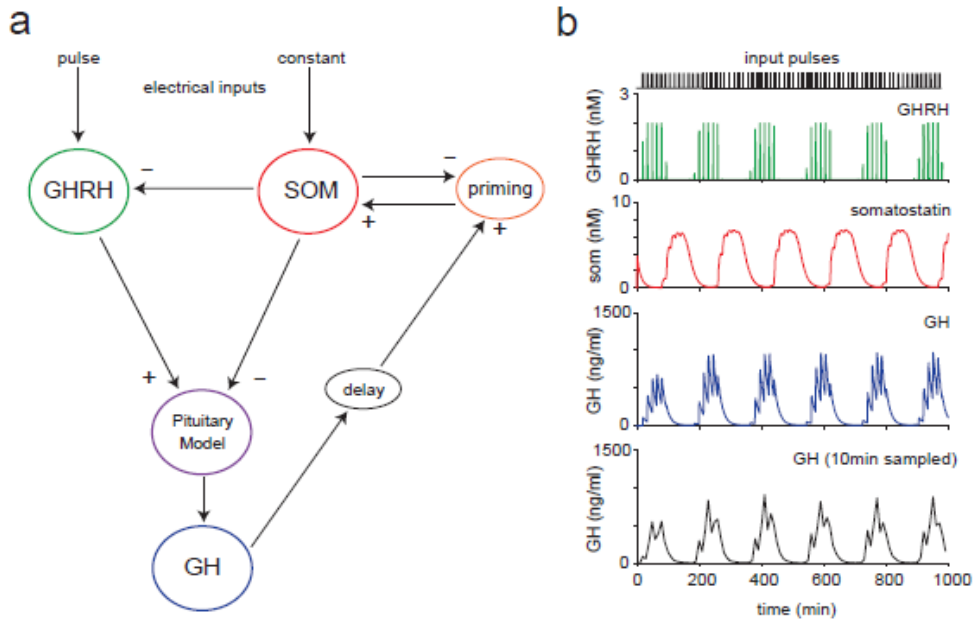 a
pulse
constant
electrical inputs
GHRH
−
SOM
−
+
priming
+
+
−
delay
Pituitary
Model
GH
b
input pulses
3
GHRH
GHRH (nM)
0
10
somatostatin
som (nM)
0
1500
GH
GH (ng/ml)
0
1500
GH (10min sampled)
GH (ng/ml)
0
0 200 400 600 800 1000
time (min)